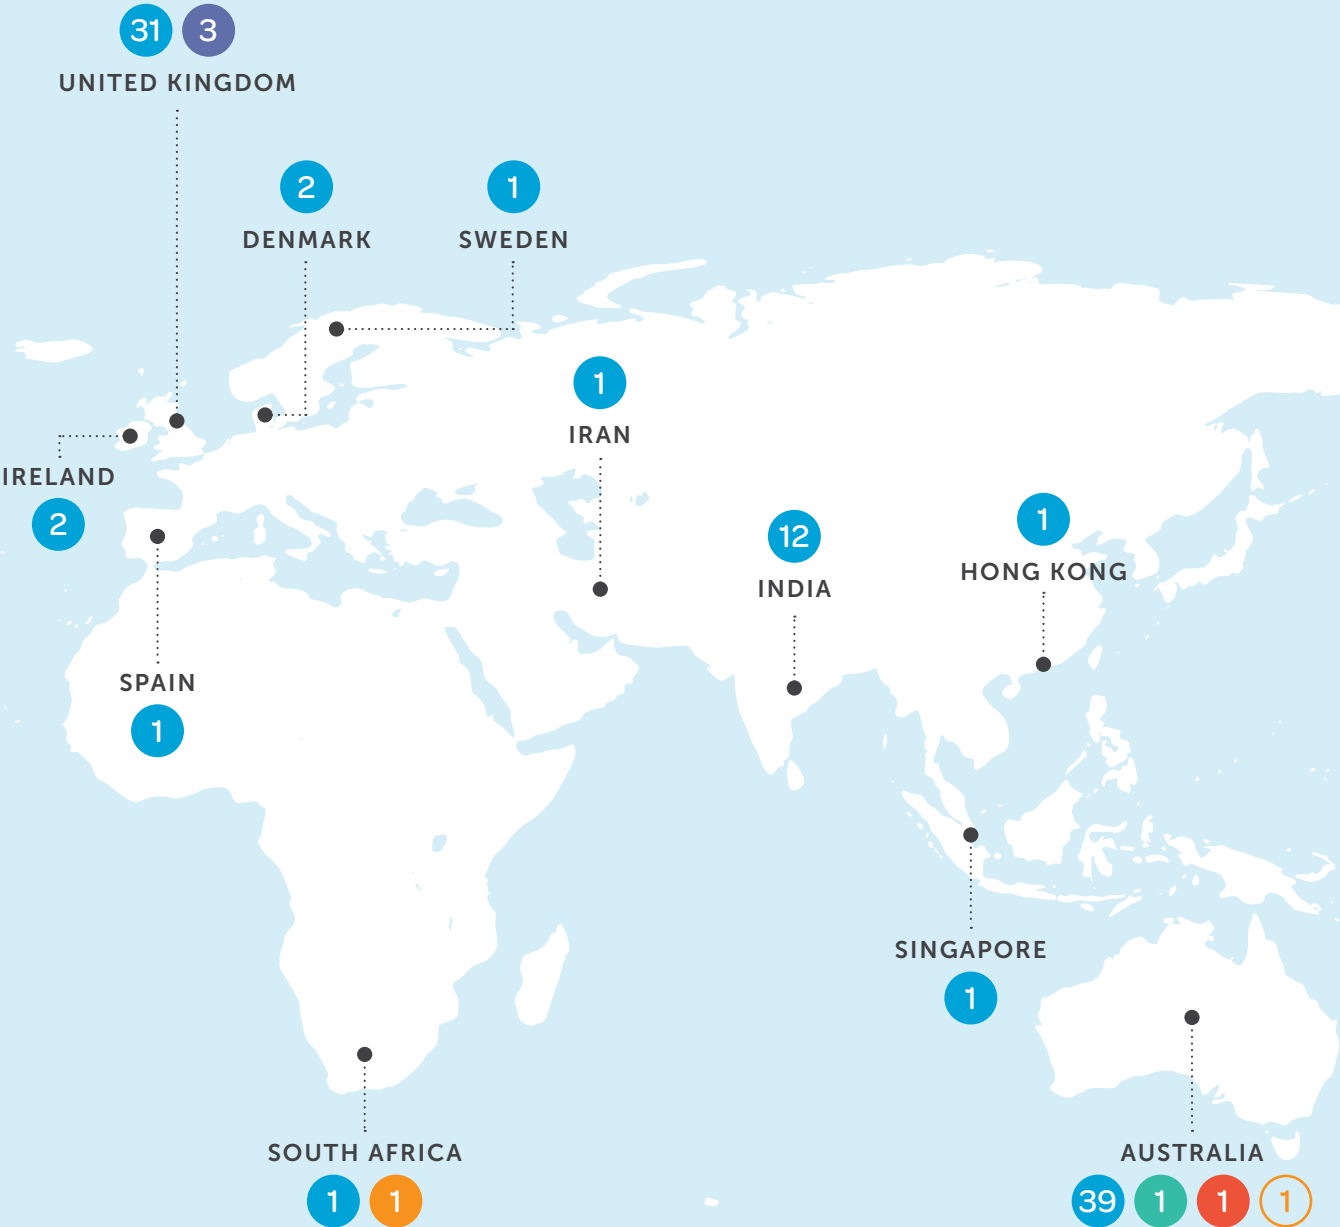 31 3
UNITED KINGDOM
2
DENMARK
1
SWEDEN
1
IRAN
IRELAND
2
12
INDIA
1
HONG KONG
SPAIN
1
SINGAPORE
1
SOUTH AFRICA
1 1
AUSTRALIA
39 1 1 1